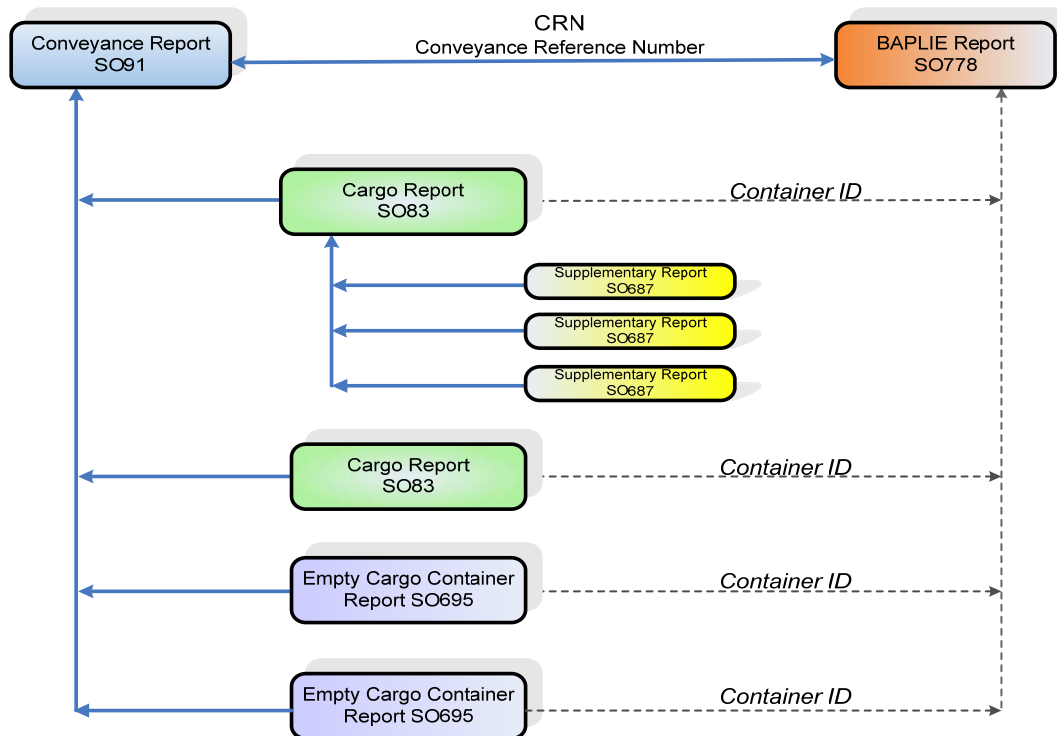 Conveyance Report
SO91
CRN
Conveyance Reference Number
BAPLIE Report
SO778
Cargo Report
SO83
Container ID
Supplementary Report
SO687
Supplementary Report
SO687
Supplementary Report
SO687
Cargo Report
SO83
Container ID
Empty Cargo Container
Report SO695
Container ID
Empty Cargo Container
Report SO695
Container ID